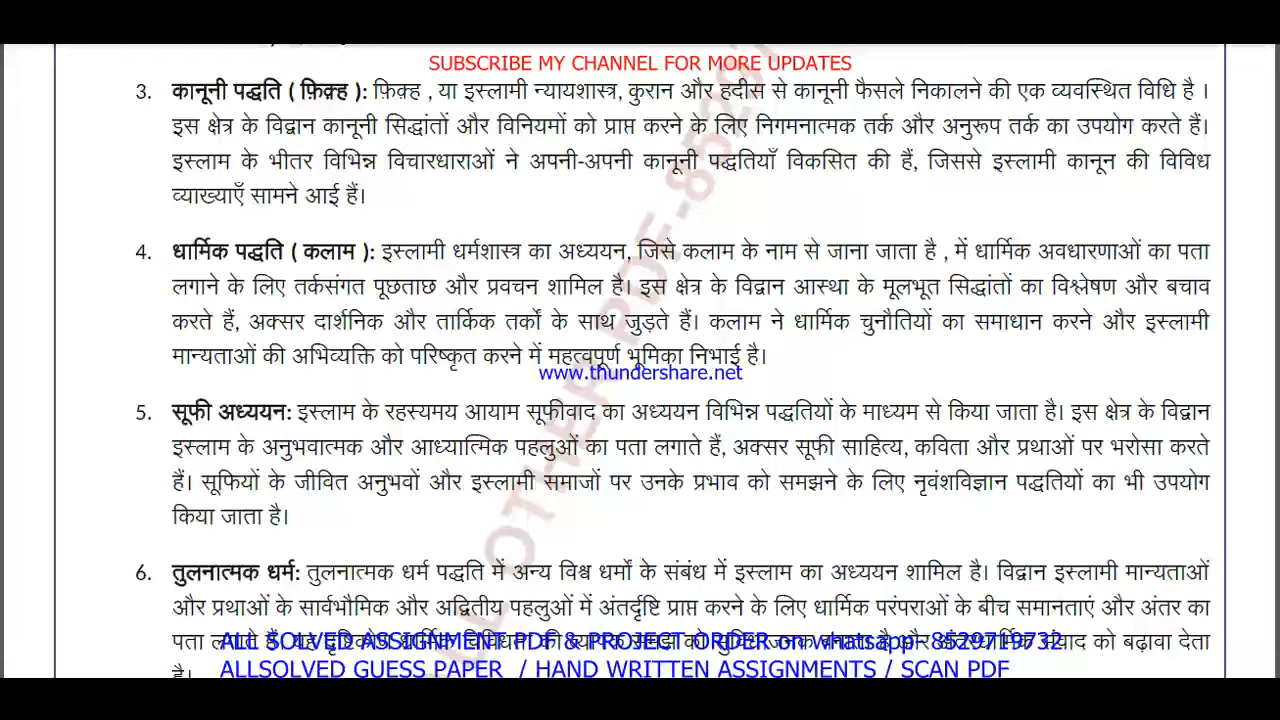 SUBSCRIBE MY CHANNEL FOR MORE UPDATES
3. कानूनी पद्धति ( फ़िक़्ह ): फ़िक़्ह , या इस्लामी न्यायशास्त्र, कुरान और हदीस से कानूनी फैसले निकालने की एक व्यवस्थित विधि है ।
इस क्षेत्र के विद्वान कानूनी सिद्धांतों और विनियमों को प्राप्त करने के लिए निगमनात्मक तर्क और अनुरूप तर्क का उपयोग करते हैं।
इस्लाम के भीतर विभिन्न विचारधाराओं ने अपनी-अपनी कानूनी पद्धतियाँ विकसित की हैं, जिससे इस्लामी कानून की विविध
व्याख्याएँ सामने आई हैं।
4. धार्मिक पद्धति ( कलाम ): इस्लामी धर्मशास्त्र का अध्ययन, जिसे कलाम के नाम से जाना जाता है , में धार्मिक अवधारणाओं का पता
लगाने के लिए तर्कसंगत पूछताछ और प्रवचन शामिल है। इस क्षेत्र के विद्वान आस्था के मूलभूत सिद्धांतों का विश्लेषण और बचाव
करते हैं, अक्सर दार्शनिक और तार्किक तर्कों के साथ जुड़ते हैं। कलाम ने धार्मिक चुनौतियों का समाधान करने और इस्लामी
मान्यताओं की अभिव्यक्ति को परिष्कृत करने में महत्वपूर्ण भूमिका निभाई है।
www.thundershare.net
5. सूफी अध्ययन: इस्लाम के रहस्यमय आयाम सूफीवाद का अध्ययन विभिन्न पद्धतियों के माध्यम से किया जाता है। इस क्षेत्र के विद्वान
इस्लाम के अनुभवात्मक और आध्यात्मिक पहलुओं का पता लगाते हैं, अक्सर सूफी साहित्य, कविता और प्रथाओं पर भरोसा करते
हैं। सूफियों के जीवित अनुभवों और इस्लामी समाजों पर उनके प्रभाव को समझने के लिए नृवंशविज्ञान पद्धतियों का भी उपयोग
किया जाता है।
6. तुलनात्मक धर्म: तुलनात्मक धर्म पद्धति में अन्य विश्व धर्मों के संबंध में इस्लाम का अध्ययन शामिल है। विद्वान इस्लामी मान्यताओं
और प्रथाओं के सार्वभौमिक और अद्वितीय पहलुओं में अंतर्दृष्टि प्राप्त करने के लिए धार्मिक परंपराओं के बीच समानताएं और अंतर का
पता संवाद को बढ़ावा देता
ALL SOLVED ASSIGNMENT PDF & PROJECT ORDER on whatsapp- 8529719732
ALLSOLVED GUESS PAPER / HAND WRITTEN ASSIGNMENTS / SCAN PDF